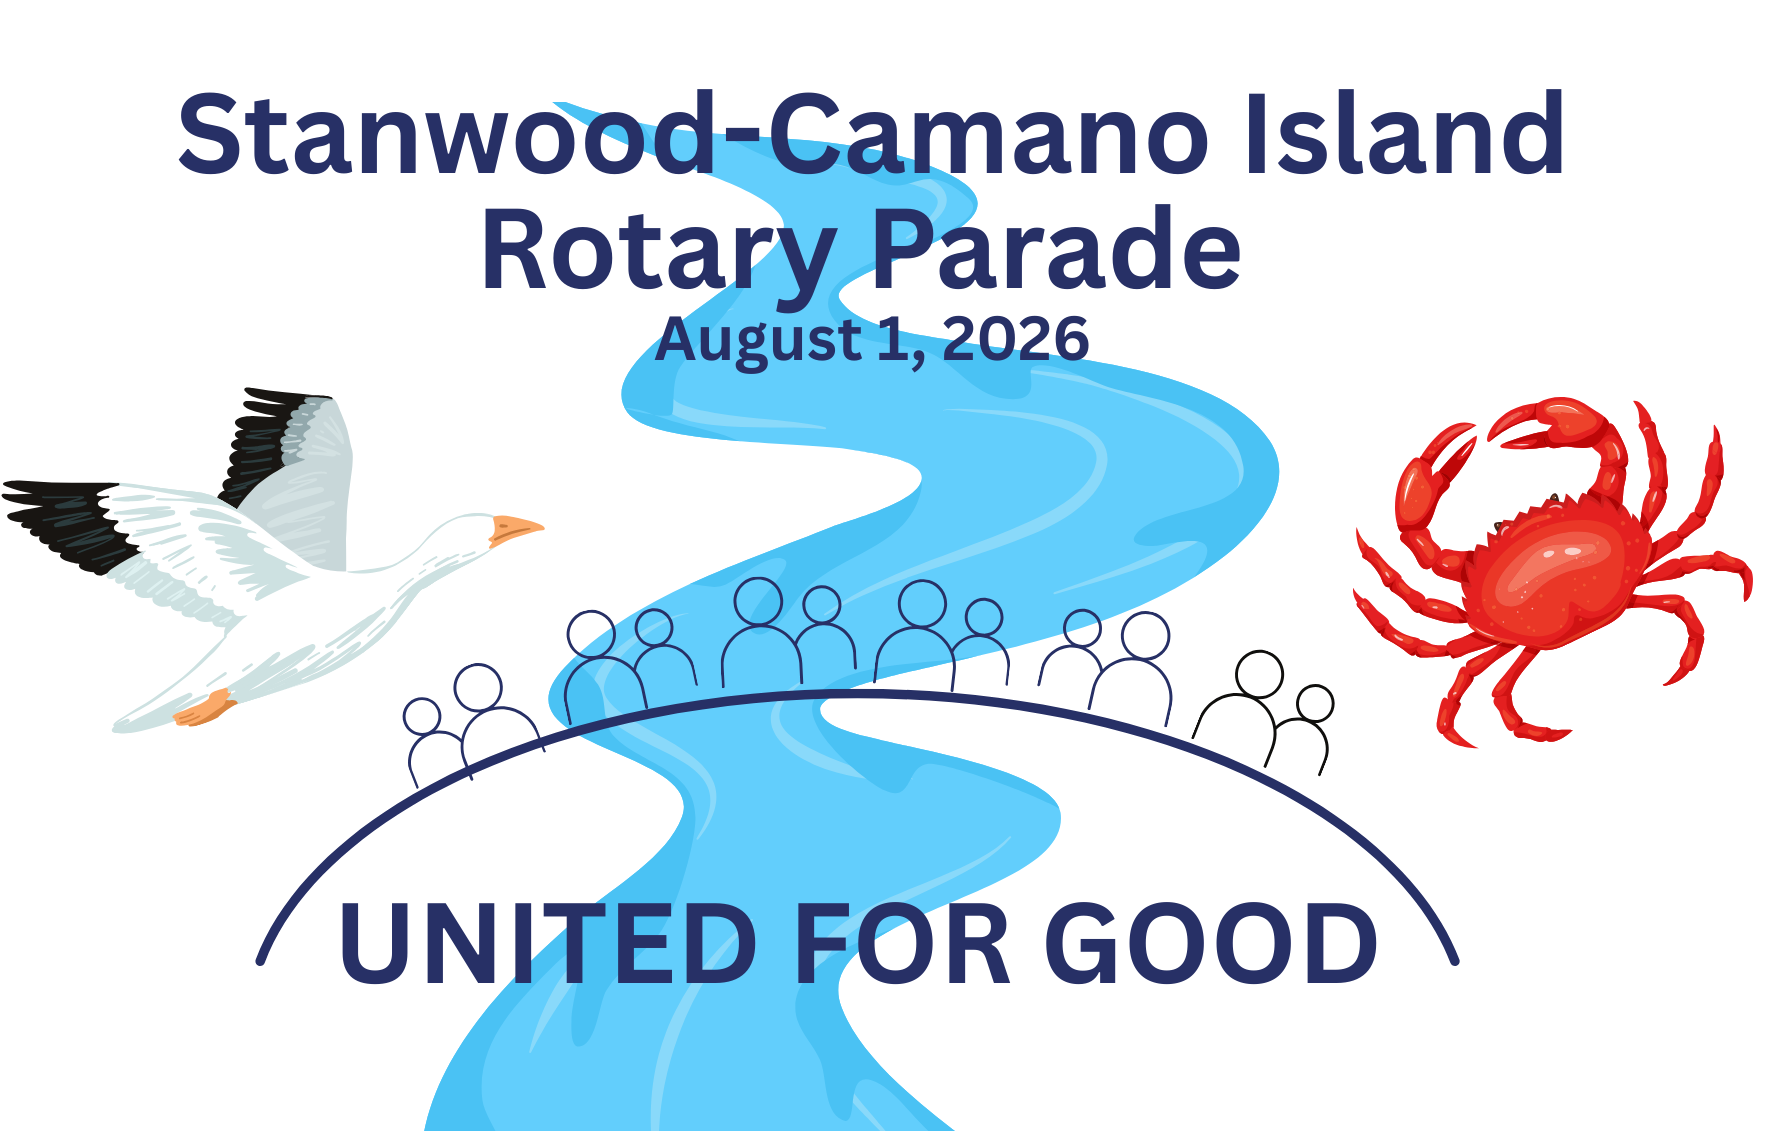 Stanwood-Camano Island
Rotary Parade
August 1, 2026
UNITED FOR GOOD